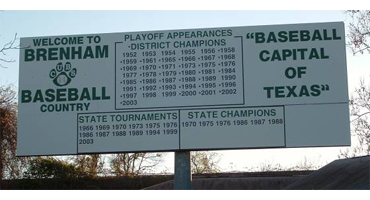 WELCOME TO
BRENHAM
CUBS
BASEBALL
COUNTRY
PLAYOFF APPEARANCES
-DISTRICT CHAMPIONS
1952 1953 1954 1955 1956 •1958
•1959 •1961 •1965 •1966 •1967 •1968
•1969 •1970 •1973 •1974 •1975 •1976
•1977 •1978 •1979 •1980 •1981 •1984
•1985 •1986 •1987 •1988 •1989 •1990
•1991 •1992 •1993 •1994 •1995 •1996
•1997 1998 •1999 •2000 •2001 •2002
•2003
"BASEBALL
CAPITAL
OF
TEXAS"
STATE TOURNAMENTS
1966 1969 1970 1973 1975 1976
1986 1987 1988 1989 1994 1999
2003
STATE CHAMPIONS
1970 1975 1976 1986 1987 1988